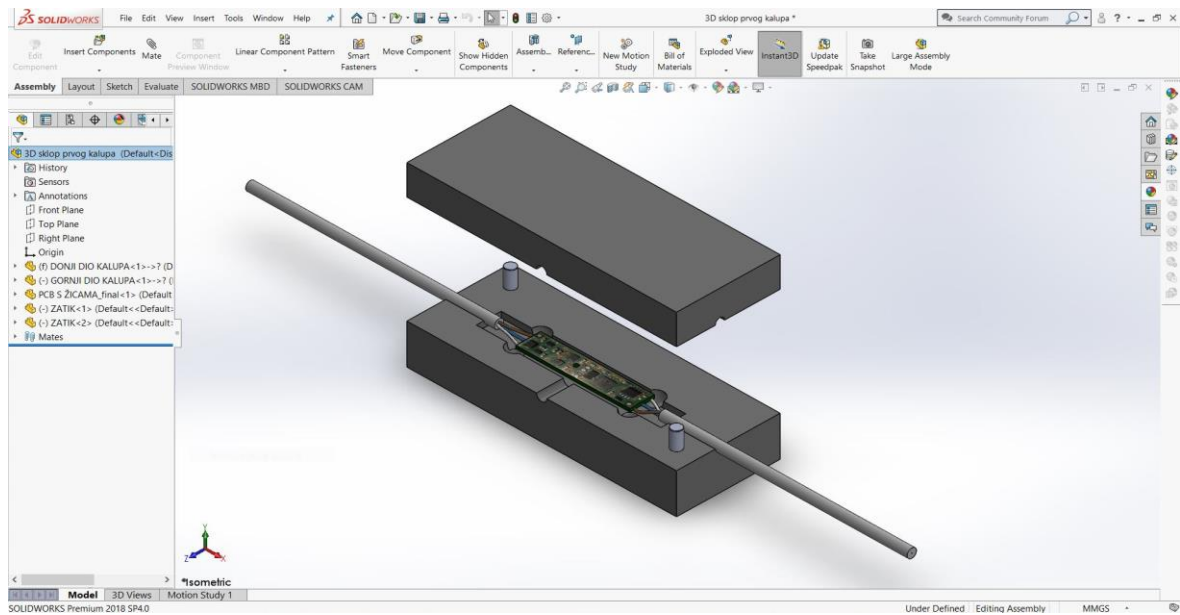 SOLIDWORKS File Edit View Insert Tools Window Help 3D sklop prvog kalupa * Search Community Forum
Edit Component
Insert Components
Mate
Component Preview Window
Linear Component Pattern
Smart Fasteners
Move Component
Show Hidden Components
Assemb...
Referenc...
New Motion Study
Bill of Materials
Exploded View
Instant3D
Update Speedpak
Take Snapshot
Large Assembly Mode
Assembly Layout Sketch Evaluate SOLIDWORKS MBD SOLIDWORKS CAM
3D sklop prvog kalupa (Default<Dis
History
Sensors
Annotations
Front Plane
Top Plane
Right Plane
Origin
(f) DONJI DIO KALUPA<1>->? (D
(-) GORNJI DIO KALUPA<1>->? (
PCB S ŽICAMA_final<1> (Default
(-) ZATIK<1> (Default<<Default:
(-) ZATIK<2> (Default<<Default:
Mates
Y
Z X
*Isometric
Model 3D Views Motion Study 1
SOLIDWORKS Premium 2018 SP4.0 Under Defined Editing Assembly MMGS